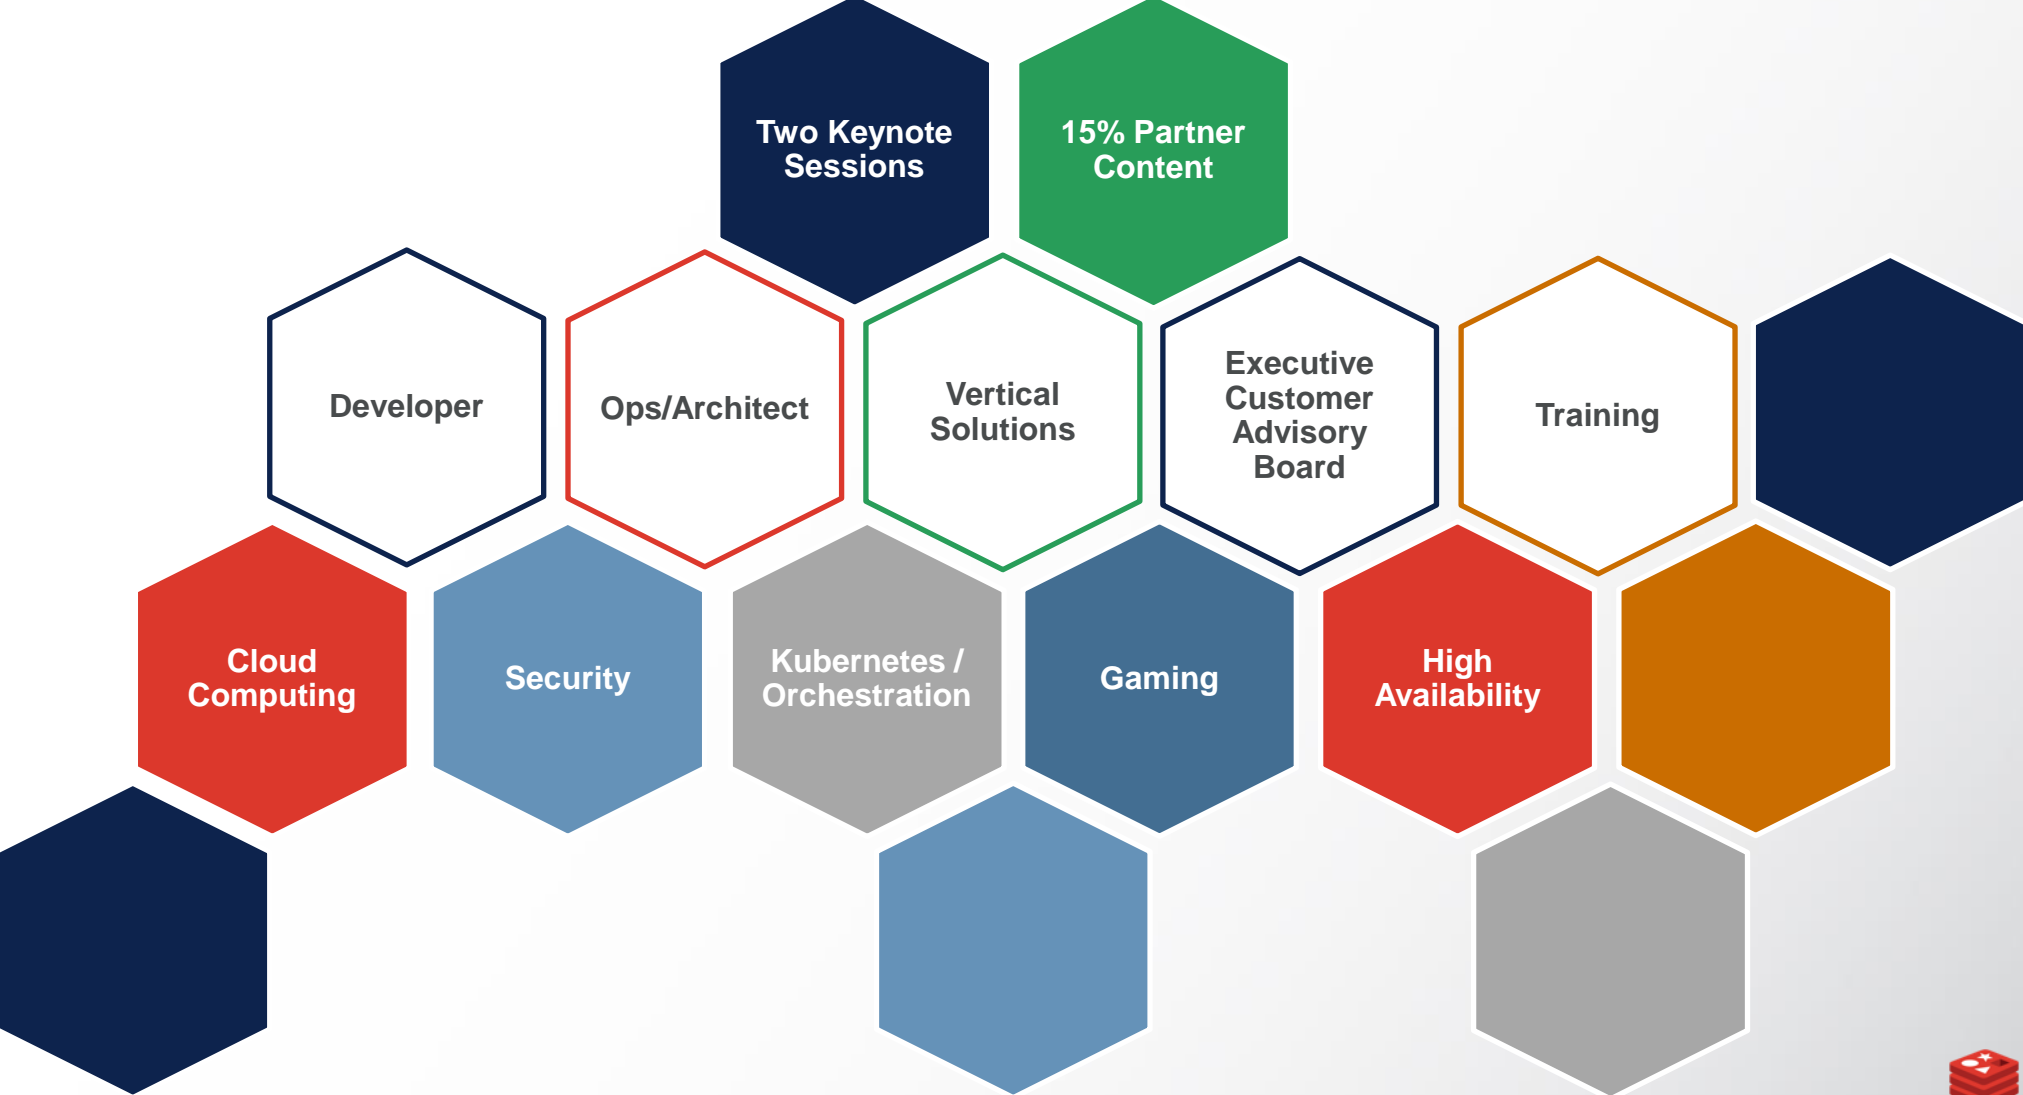 Two Keynote
Sessions
15% Partner
Content
Developer
Ops/Architect
Vertical
Solutions
Executive
Customer
Advisory
Board
Training
Cloud
Computing
Security
Kubernetes /
Orchestration
Gaming
High
Availability